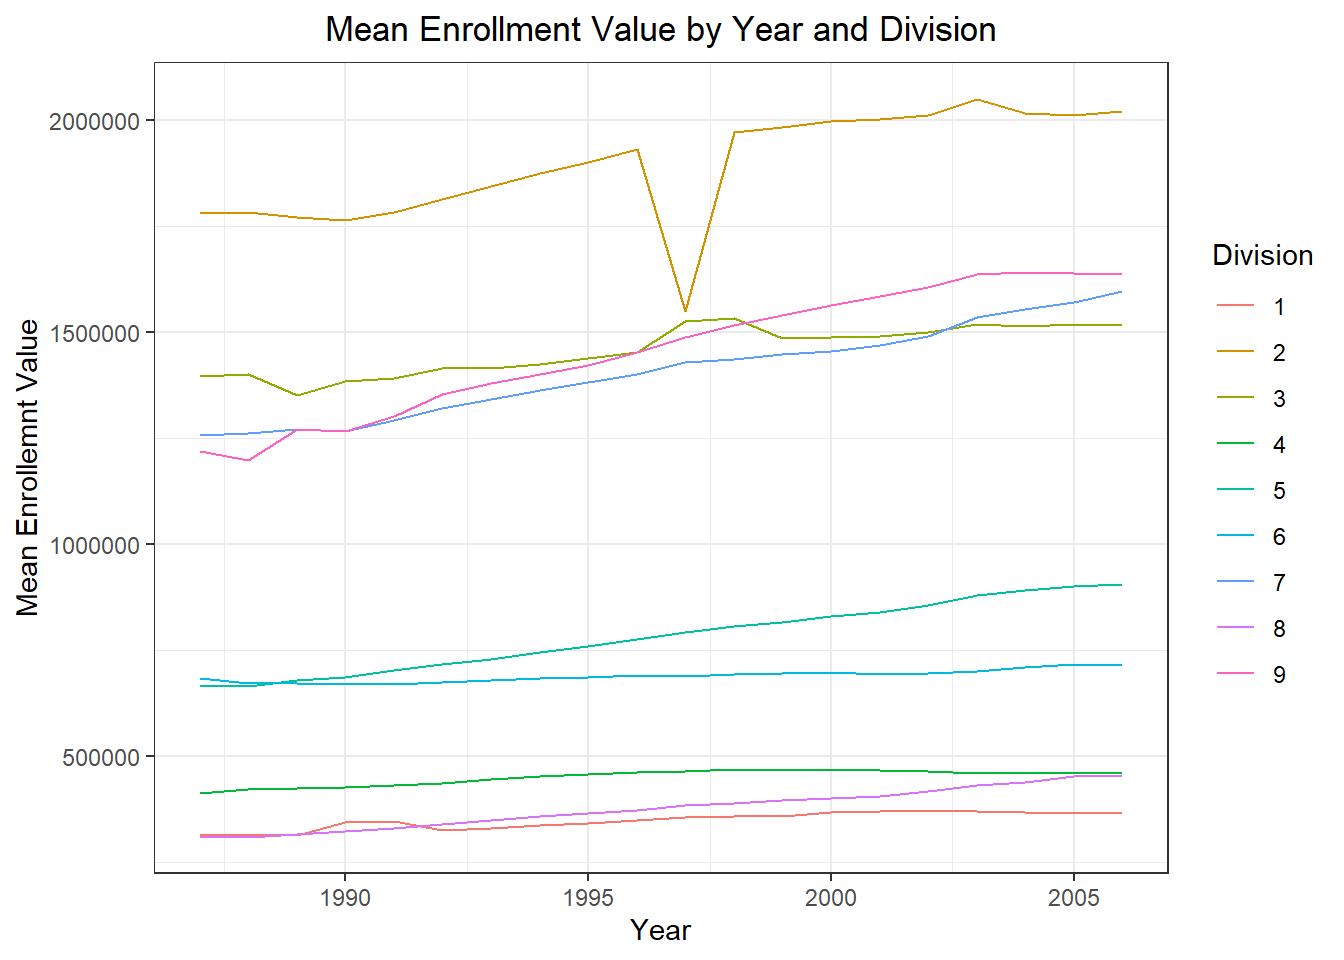 Mean Enrollment Value by Year and Division
Mean Enrollemnt Value
2000000
1500000
1000000
500000
1990 1995 2000 2005
Year
Division
1
2
3
4
5
6
7
8
9